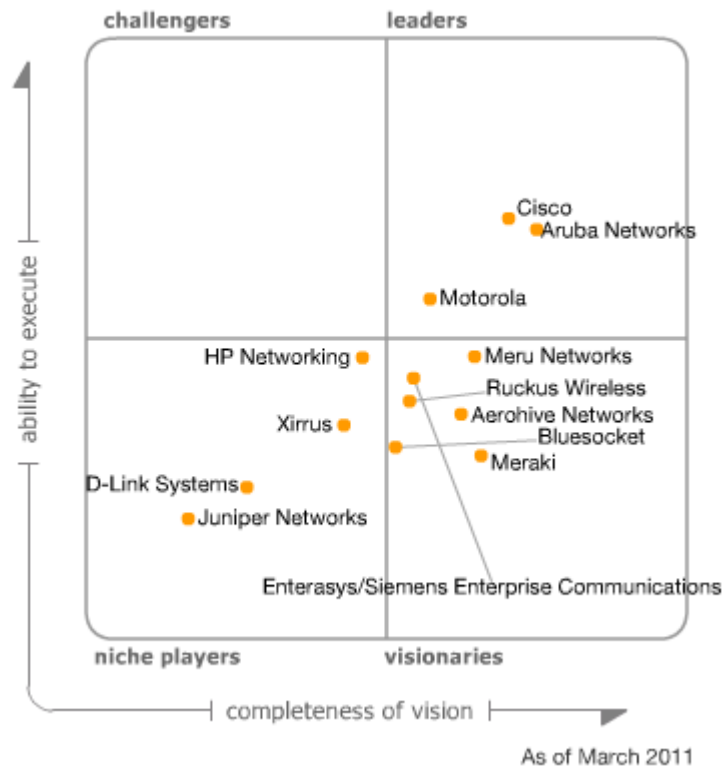 challengers
leaders
Cisco
Aruba Networks
Motorola
ability to execute
HP Networking
Meru Networks
Ruckus Wireless
Aerohive Networks
Xirrus
Bluesocket
Meraki
D-Link Systems
Juniper Networks
Enterasys/Siemens Enterprise Communications
niche players
visionaries
completeness of vision
As of March 2011